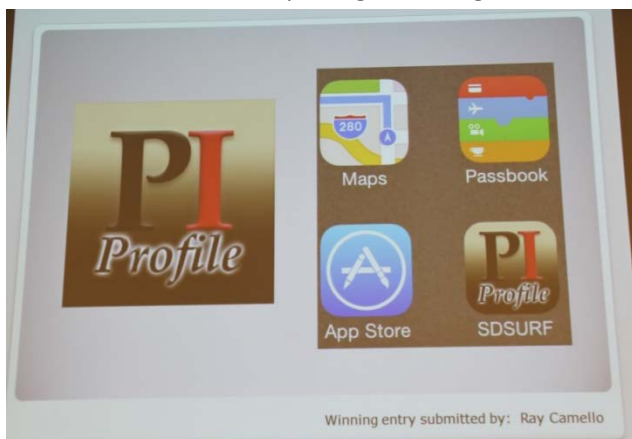 PI
Profile
280
Maps
Passbook
PI
Profile
App Store
SDSURF
Winning entry submitted by: Ray Camello